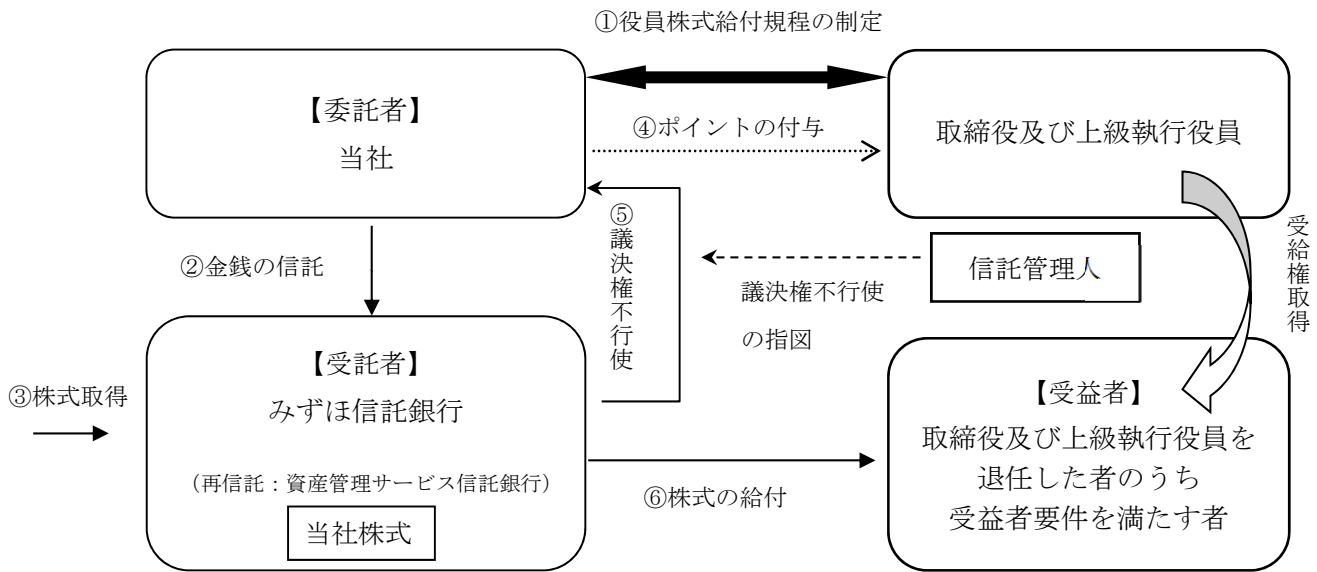 ①役員株式給付規程の制定
【委託者】
当社
④ポイントの付与
取締役及び上級執行役員
②金銭の信託
⑤議決権不行使
議決権不行使
の指図
信託管理人
受給権取得
③株式取得
【受託者】
みずほ信託銀行
（再信託：資産管理サービス信託銀行）
当社株式
⑥株式の給付
【受益者】
取締役及び上級執行役員を
退任した者のうち
受益者要件を満たす者